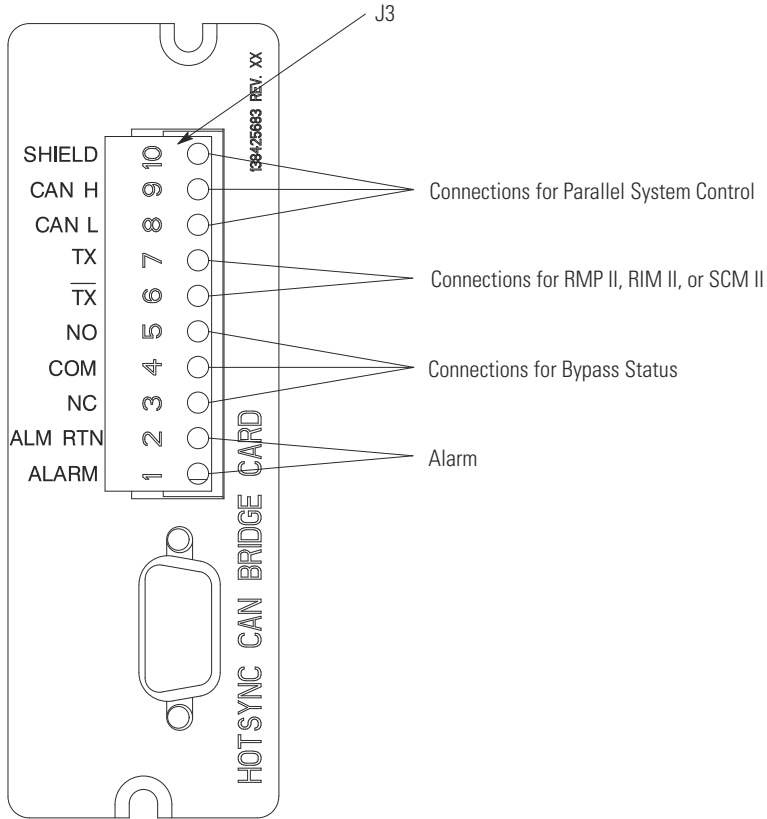 J3
138425683 REV. XX
SHIELD 10
CAN H 9
CAN L 8
TX 7
TX 6
NO 5
COM 4
NC 3
ALM RTN 2
ALARM 1
Connections for Parallel System Control
Connections for RMP II, RIM II, or SCM II
Connections for Bypass Status
Alarm
HOTSYNC CAN BRIDGE CARD